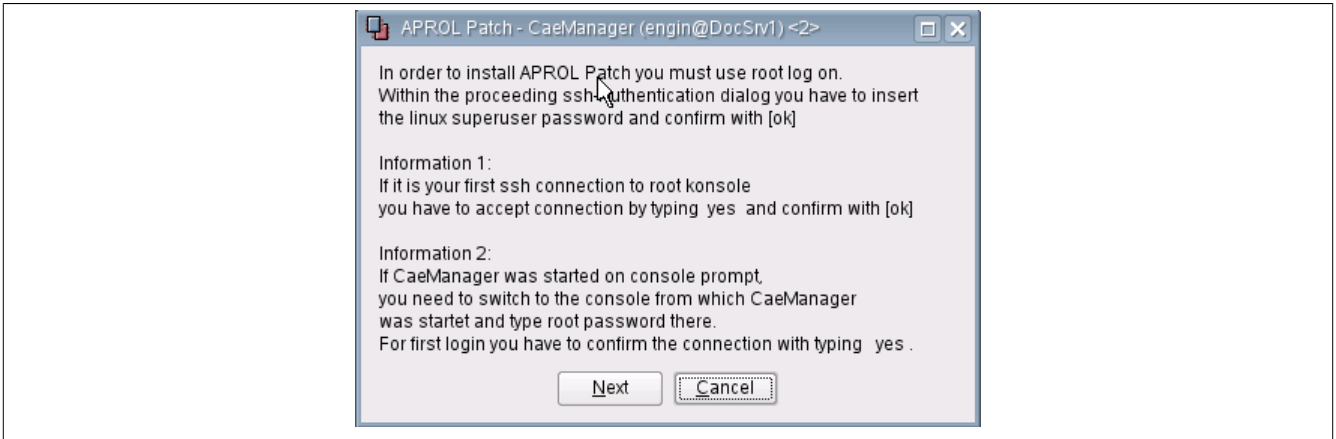 APROL Patch - CaeManager (engin@DocSrv1) <2>
In order to install APROL Patch you must use root log on.
Within the proceeding ssh-authentication dialog you have to insert
the linux superuser password and confirm with [ok]
Information 1:
If it is your first ssh connection to root konsole
you have to accept connection by typing yes and confirm with [ok]
Information 2:
If CaeManager was started on console prompt,
you need to switch to the console from which CaeManager
was startet and type root password there.
For first login you have to confirm the connection with typing yes .
Next Cancel